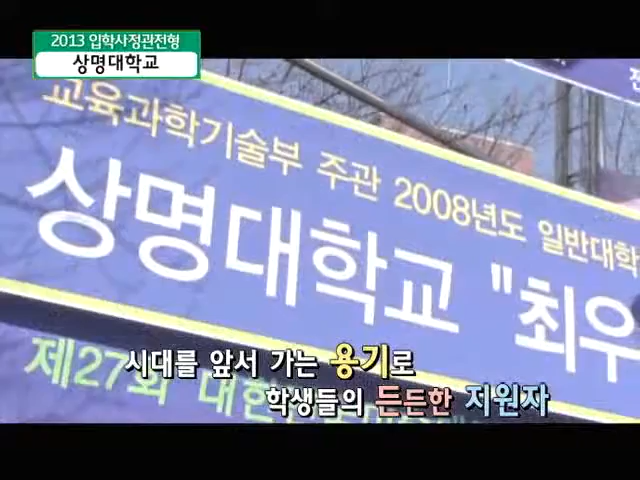 2013 입학사정관전형
상명대학교
교육과학기술부 주관 2008년도 일반대학
상명대학교 "최우
제27회 대한
시대를 앞서 가는 용기로
학생들의 든든한 지원자